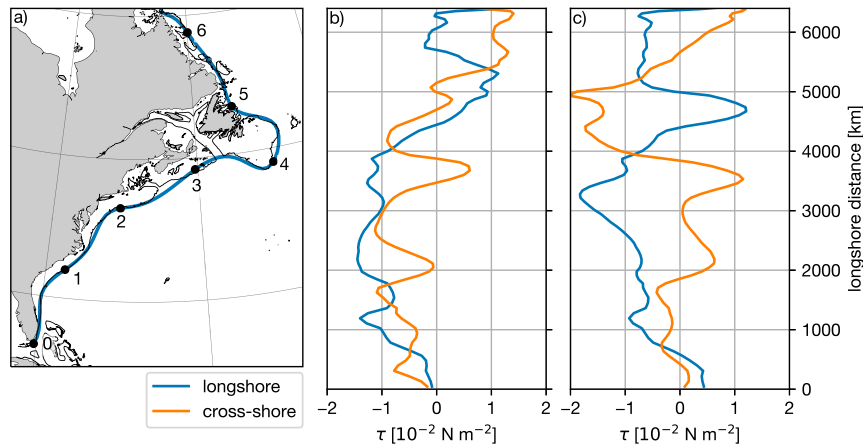 a)
6
5
4
3
2
1
0
longshore
cross-shore
b)
−2 −1 0 1 2
τ [10⁻² N m⁻²]
c)
6000
5000
4000
3000
2000
1000
0
longshore distance [km]
−2 −1 0 1 2
τ [10⁻² N m⁻²]